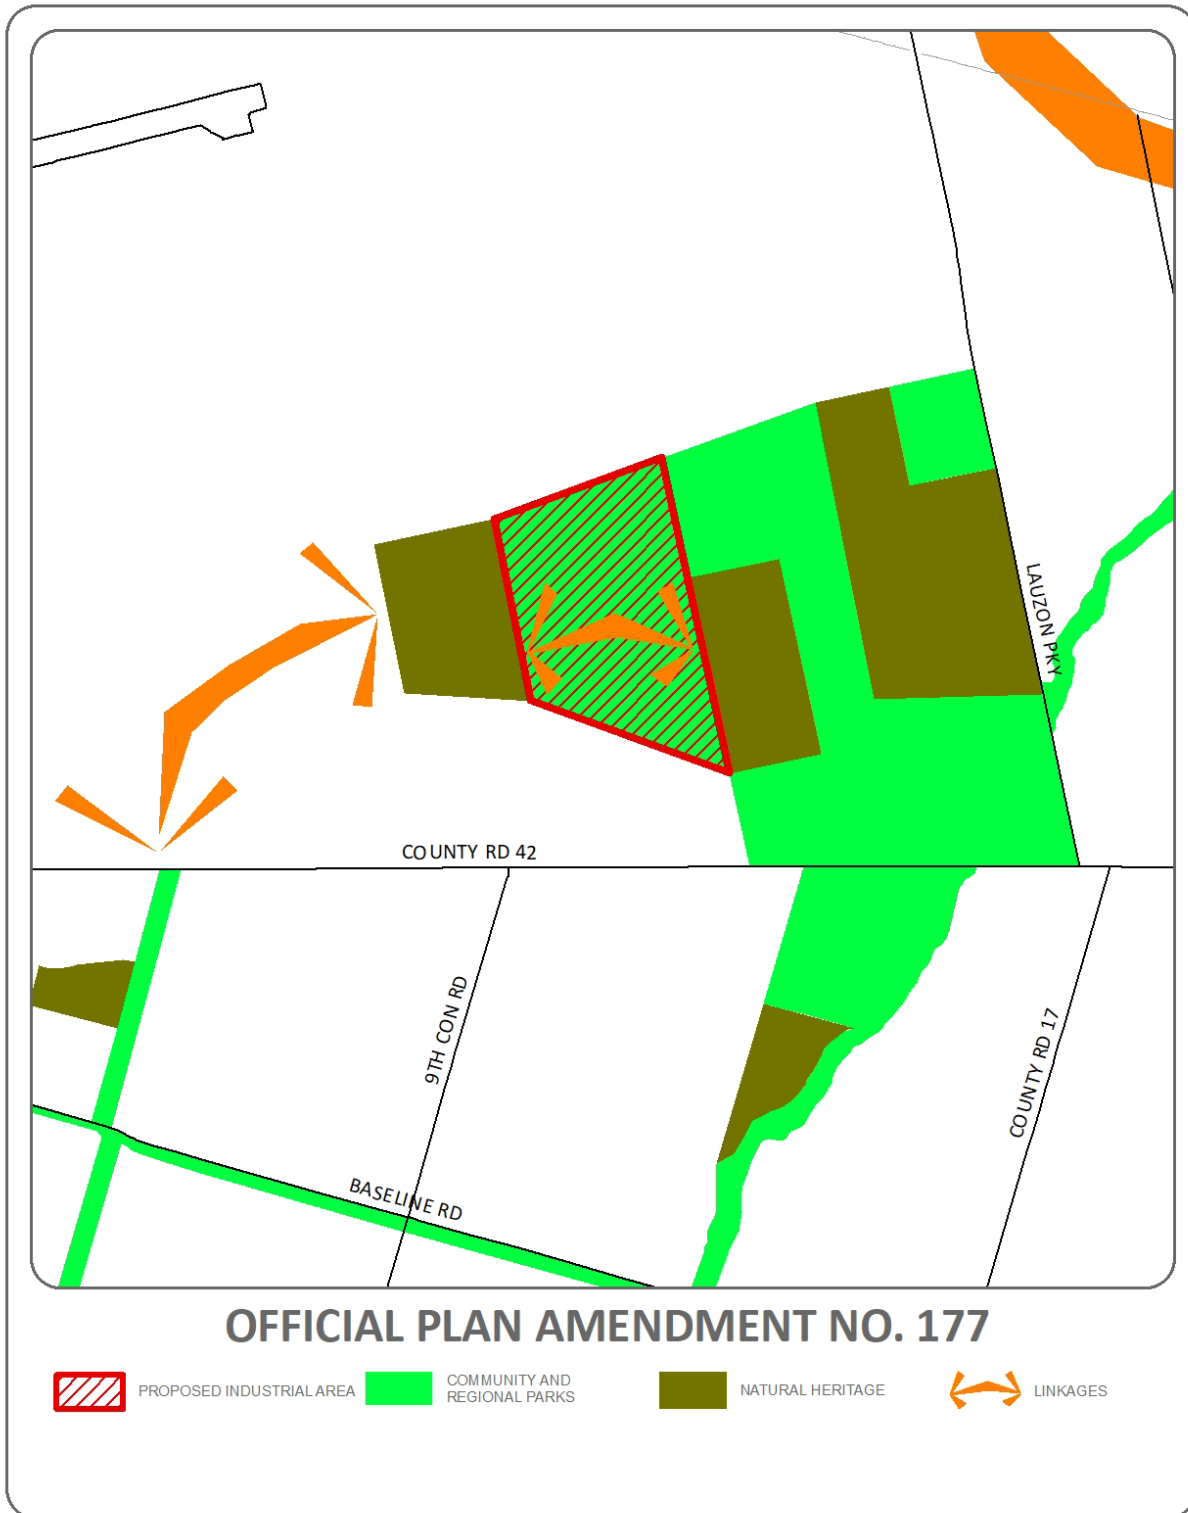 LAUZON PKY
COUNTY RD 42
9TH CON RD
COUNTY RD 17
BASELINE RD
OFFICIAL PLAN AMENDMENT NO. 177
PROPOSED INDUSTRIAL AREA
COMMUNITY AND
REGIONAL PARKS
NATURAL HERITAGE
LINKAGES